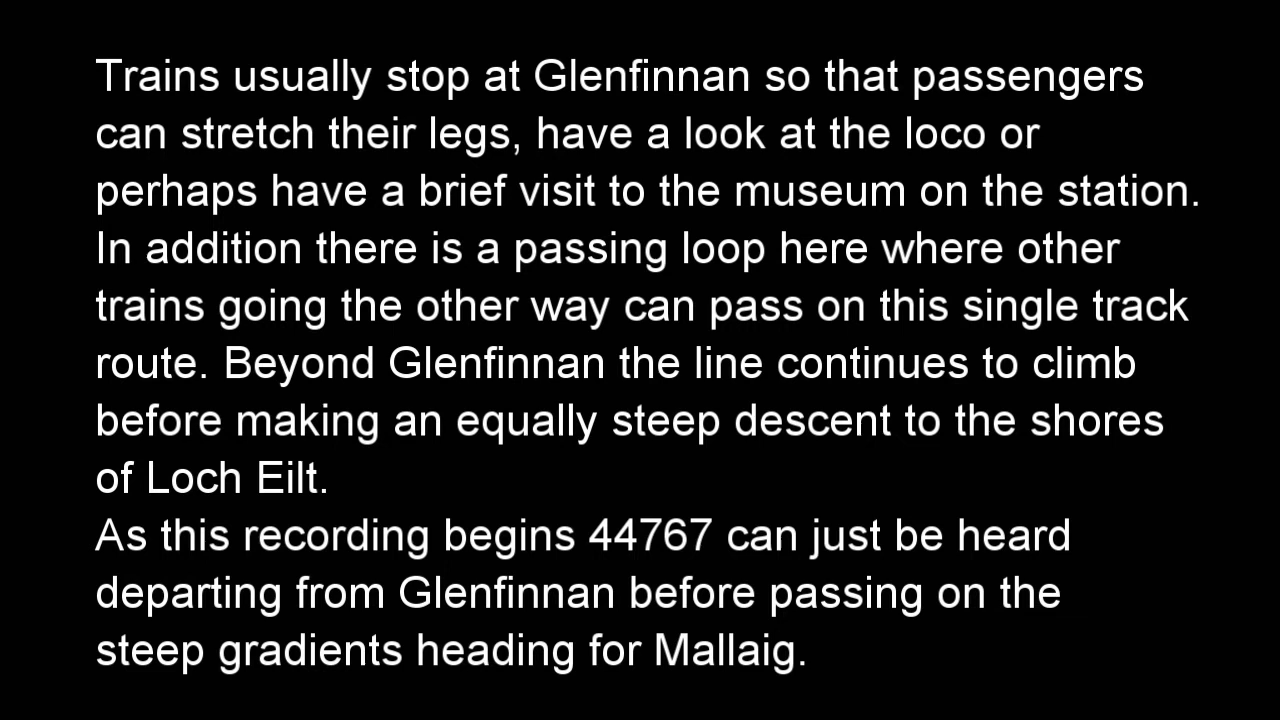 Trains usually stop at Glenfinnan so that passengers
can stretch their legs, have a look at the loco or
perhaps have a brief visit to the museum on the station.
In addition there is a passing loop here where other
trains going the other way can pass on this single track
route. Beyond Glenfinnan the line continues to climb
before making an equally steep descent to the shores
of Loch Eilt.
As this recording begins 44767 can just be heard
departing from Glenfinnan before passing on the
steep gradients heading for Mallaig.